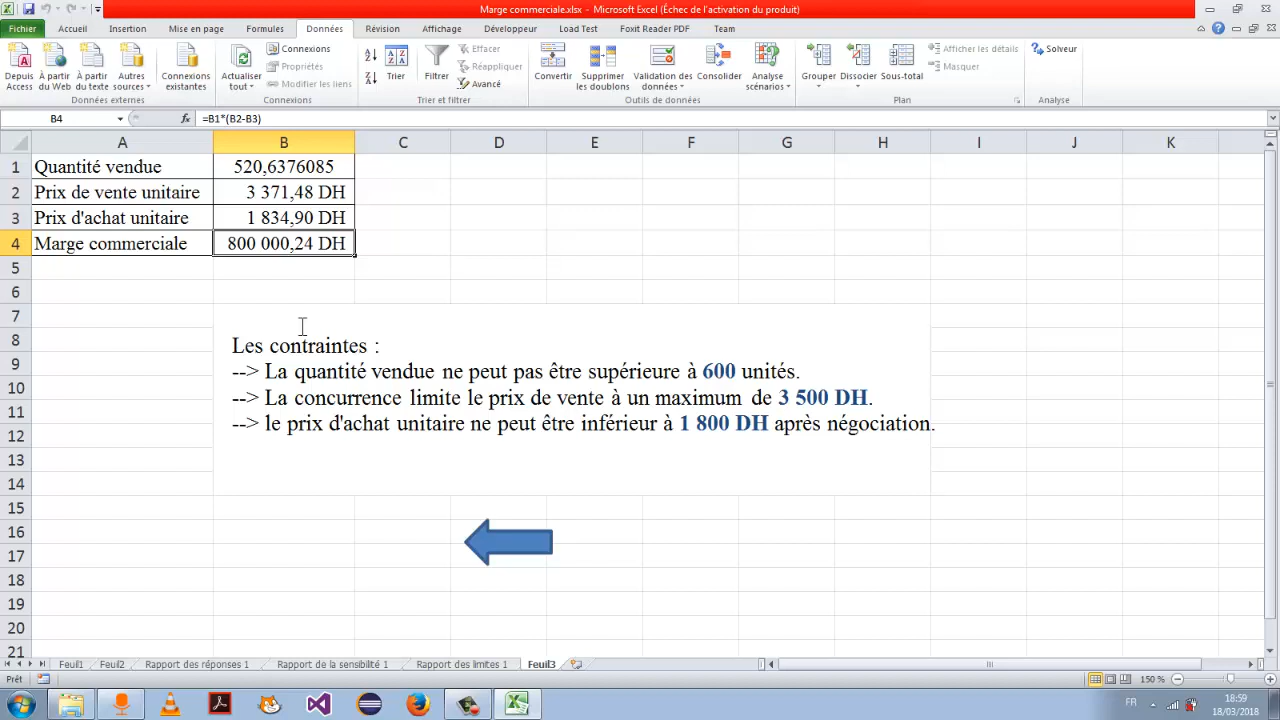 Marge commerciale.xlsx - Microsoft Excel (Échec de l'activation du produit)
Fichier Accueil Insertion Mise en page Formules Données Révision Affichage Développeur Load Test Foxit Reader PDF Team
Depuis Access
À partir du Web
À partir du texte
Autres sources
Connexions existantes
Données externes
Actualiser tout
Connexions
Propriétés
Modifier les liens
Connexions
Trier
Filtrer
Effacer
Réappliquer
Avancé
Trier et filtrer
Convertir
Supprimer les doublons
Validation des données
Consolider
Analyse scénarios
Outils de données
Grouper
Dissocier
Sous-total
Afficher les détails
Masquer
Plan
Solveur
Analyse
B4 fx =B1*(B2-B3)
A B C D E F G H I J K
1 Quantité vendue 520,6376085
2 Prix de vente unitaire 3 371,48 DH
3 Prix d'achat unitaire 1 834,90 DH
4 Marge commerciale 800 000,24 DH
5
6
7
8
9
10
11
12
13
14
15
16
17
18
19
20
21
Les contraintes :
--> La quantité vendue ne peut pas être supérieure à 600 unités.
--> La concurrence limite le prix de vente à un maximum de 3 500 DH.
--> le prix d'achat unitaire ne peut être inférieur à 1 800 DH après négociation.
Feuil1 Feuil2 Rapport des réponses 1 Rapport de la sensibilité 1 Rapport des limites 1 Feuil3
Prêt 150 %
FR 18:59
18/03/2018